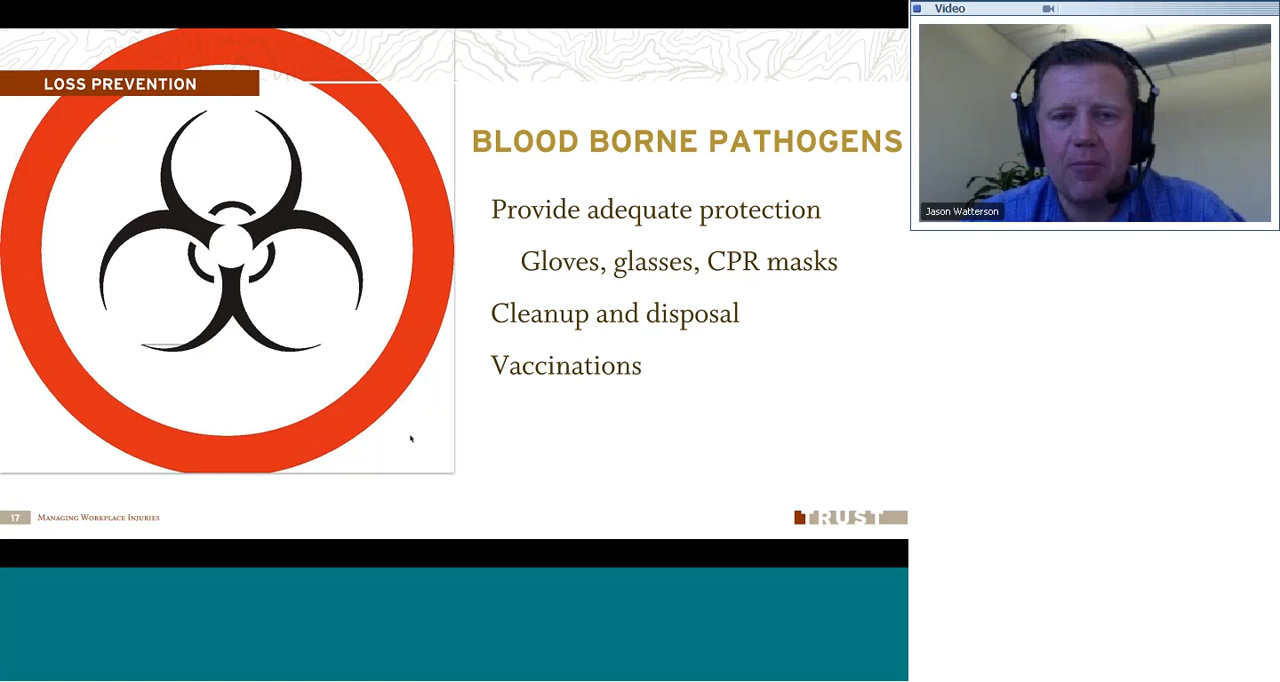 Video
LOSS PREVENTION
BLOOD BORNE PATHOGENS
Provide adequate protection
Gloves, glasses, CPR masks
Cleanup and disposal
Vaccinations
Jason Watterson
17 Managing Workplace Injuries
TRUST